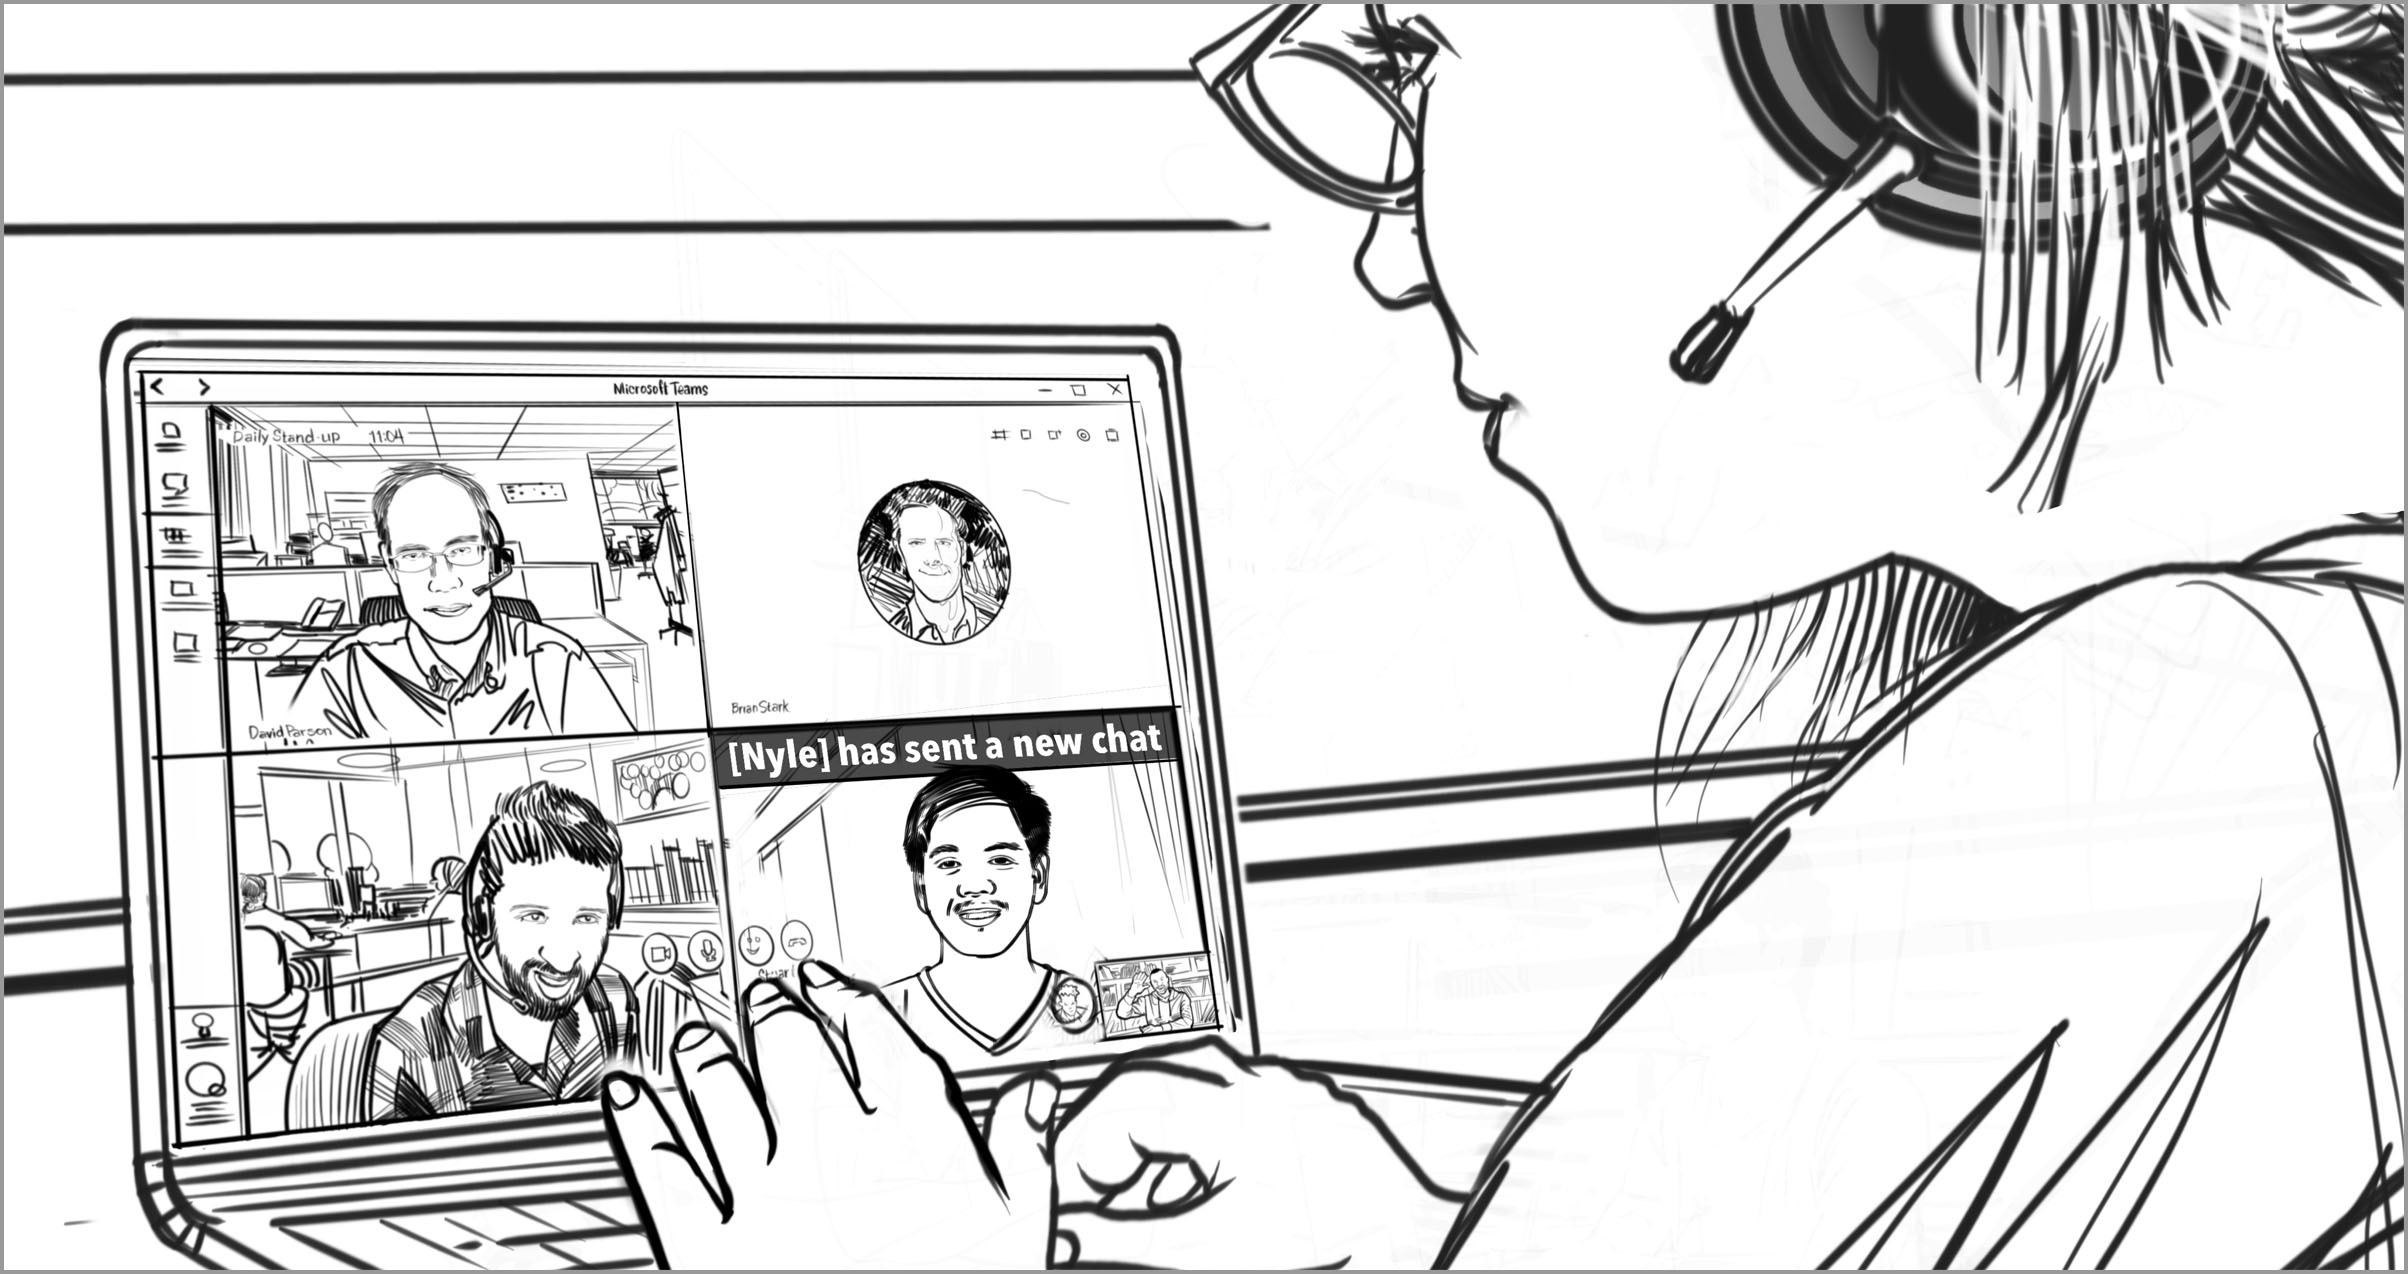 Microsoft Teams
Daily Stand-up 11:04
David Parson
Brian Stark
[Nyle] has sent a new chat